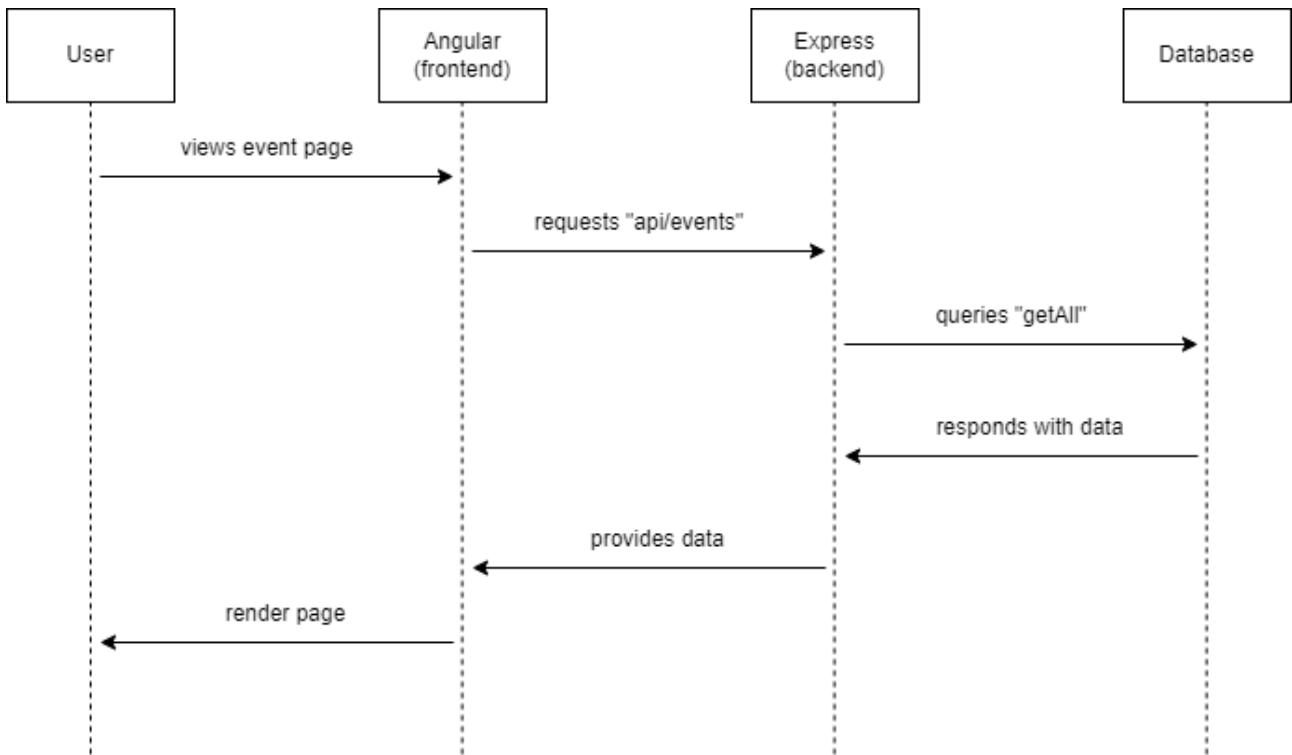 User
Angular
(frontend)
Express
(backend)
Database
views event page
requests "api/events"
queries "getAll"
responds with data
provides data
render page